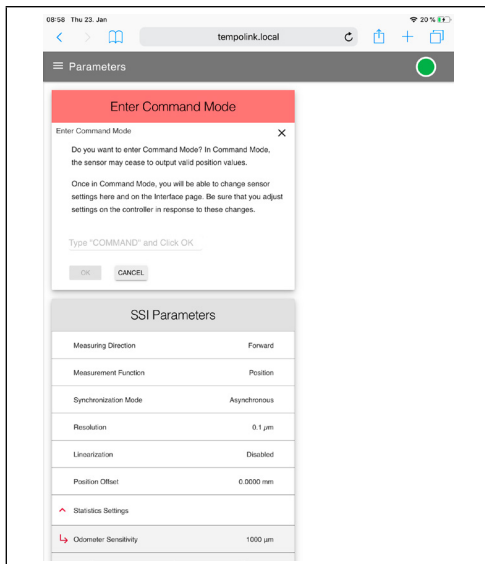 08:58 Thu 23. Jan
20 %
tempolink.local
Parameters
Enter Command Mode
Enter Command Mode
Do you want to enter Command Mode? In Command Mode,
the sensor may cease to output valid position values.
Once in Command Mode, you will be able to change sensor
settings here and on the Interface page. Be sure that you adjust
settings on the controller in response to these changes.
Type "COMMAND" and Click OK
OK CANCEL
SSI Parameters
Measuring Direction Forward
Measurement Function Position
Synchronization Mode Asynchronous
Resolution 0.1 µm
Linearization Disabled
Position Offset 0.0000 mm
Statistics Settings
Odometer Sensitivity 1000 µm